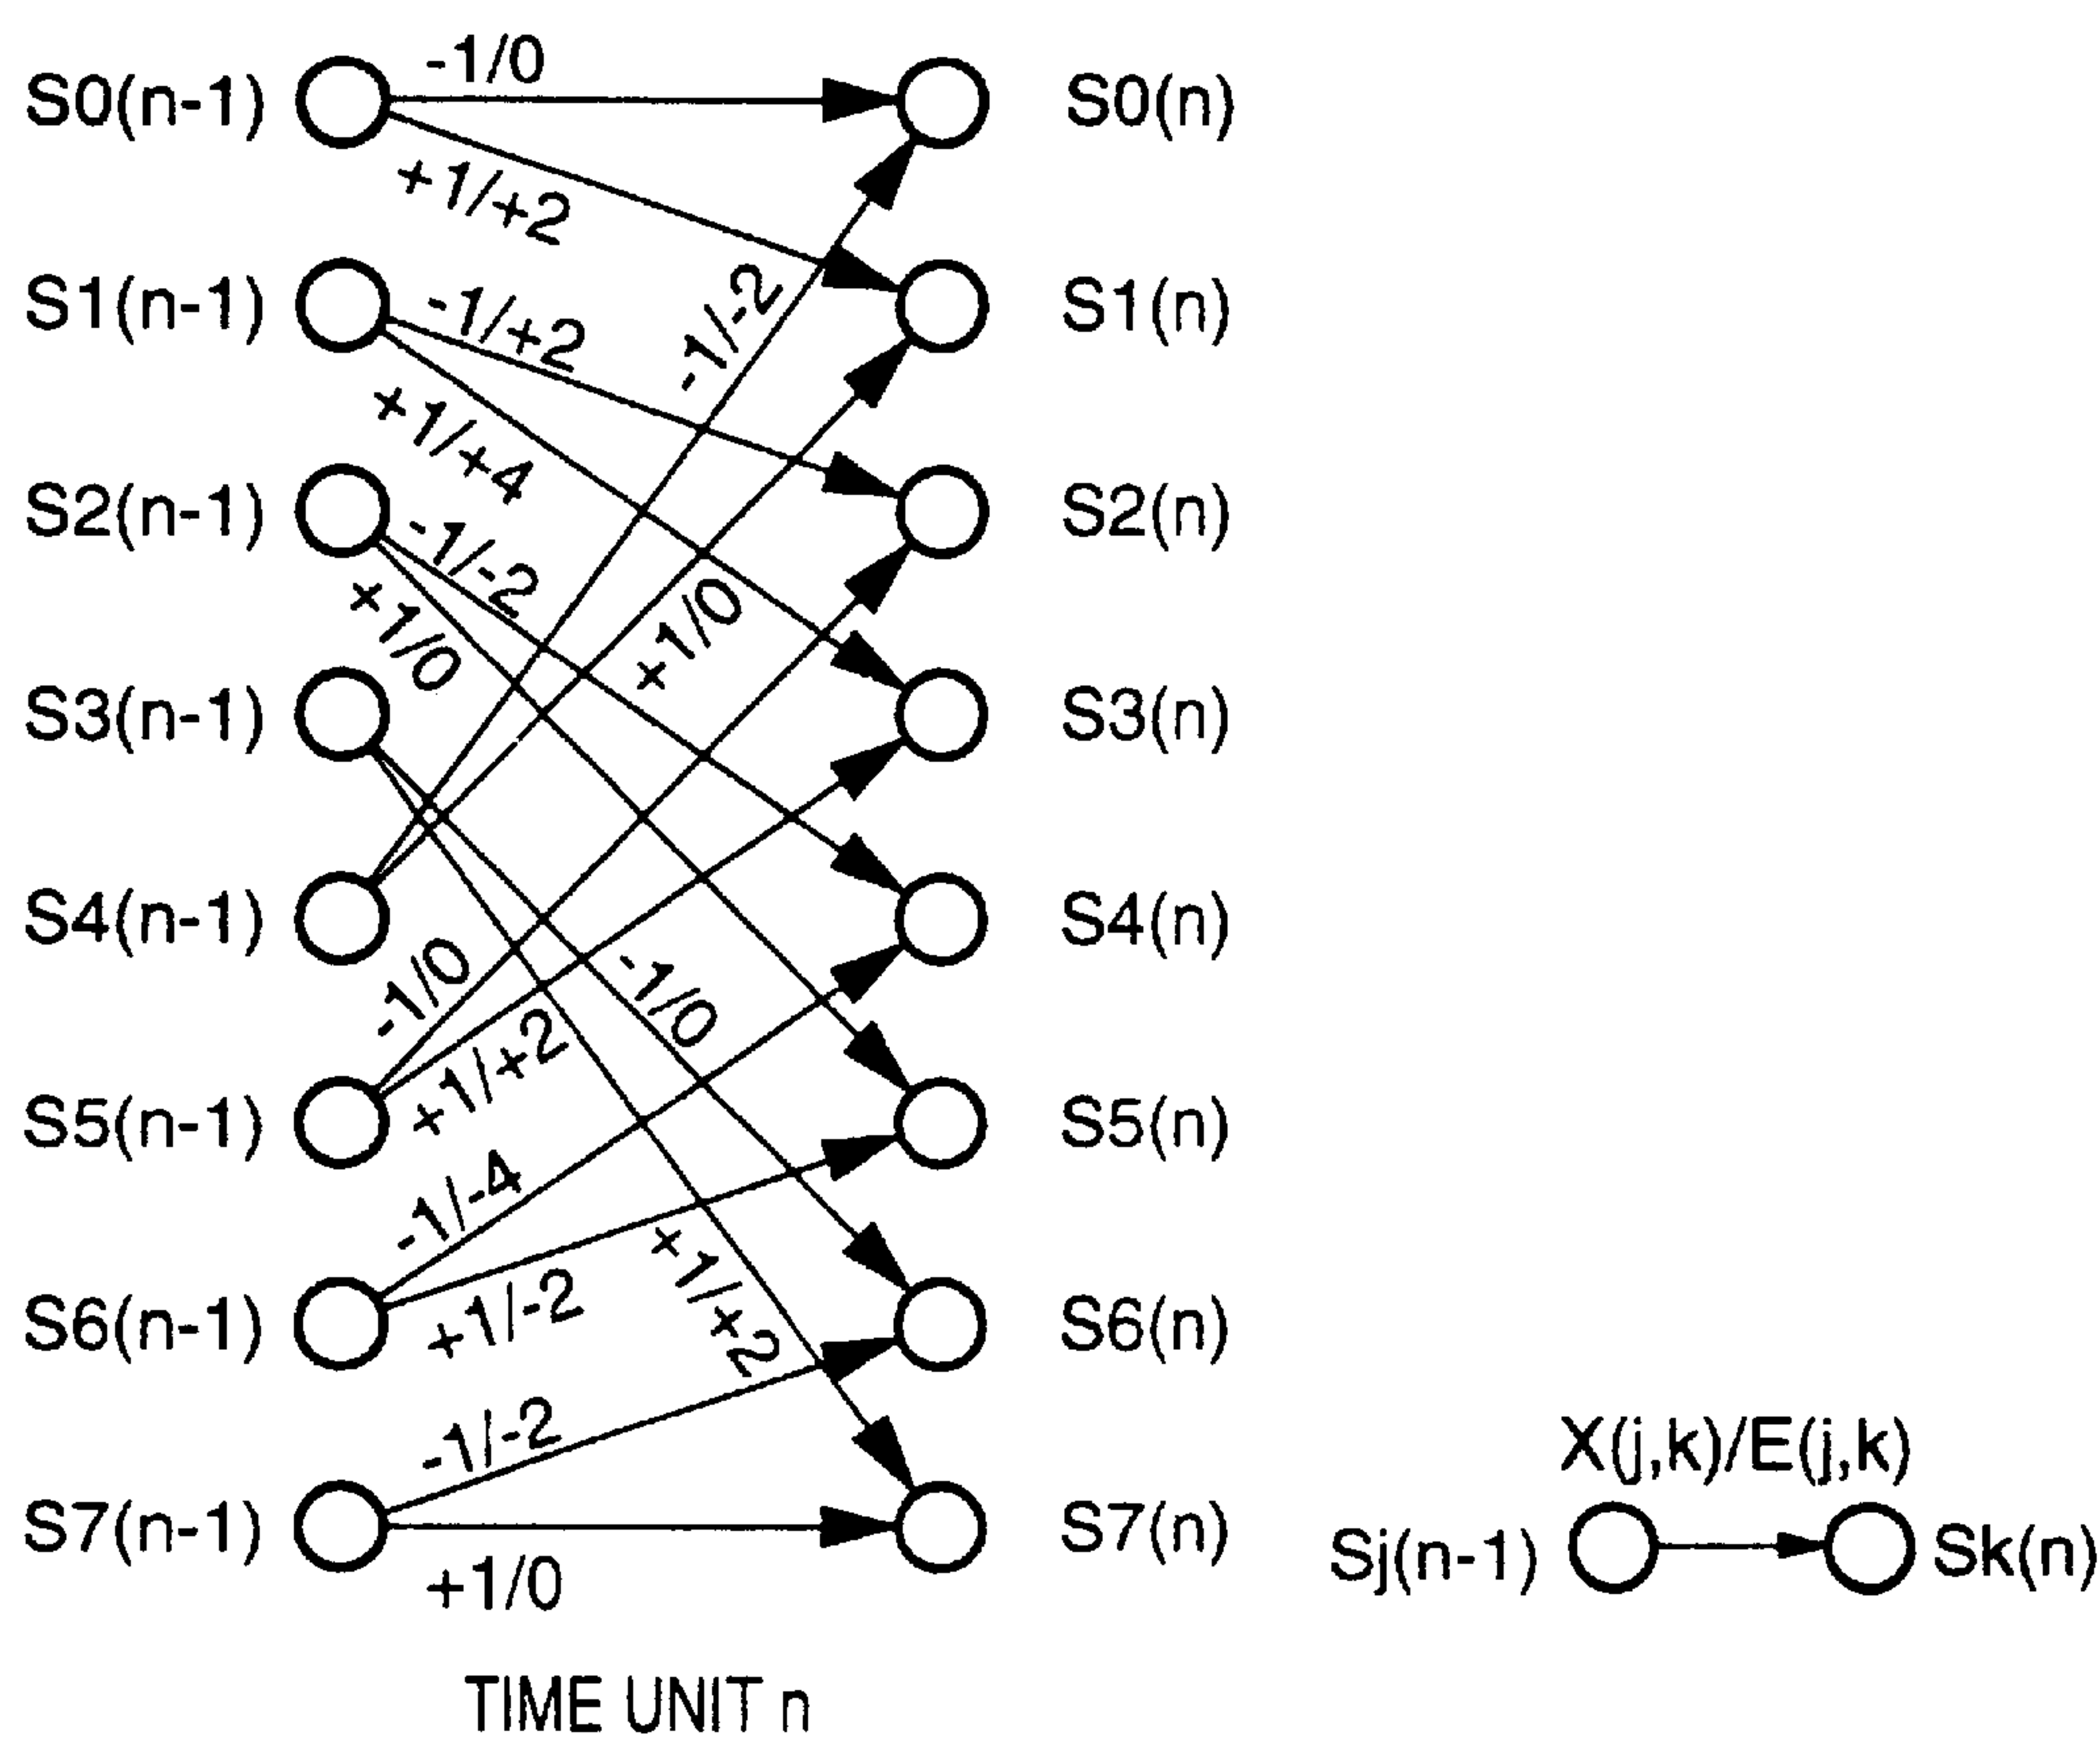 S0(n-1) -1/0 S0(n)
+1/+2
S1(n-1) -1/+2 -1/-2 S1(n)
+1/+4
S2(n-1) -1/-2 S2(n)
+1/0 +1/0
S3(n-1) S3(n)
S4(n-1) S4(n)
-1/0 -1/0
S5(n-1) +1/+2 S5(n)
-1/-4
S6(n-1) +1/-2 +1/+2 S6(n)
-1/-2 X(j,k)/E(j,k)
S7(n-1) S7(n) Sj(n-1) Sk(n)
+1/0
TIME UNIT n